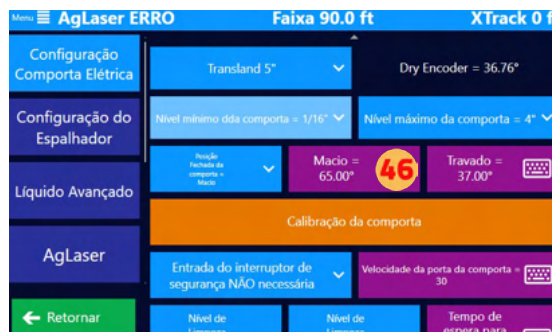 Menu AgLaser ERRO Faixa 90.0 ft XTrack 0 f
Configuração
Comporta Elétrica
Transland 5"
Dry Encoder = 36.76°
Configuração do
Espalhador
Nível mínimo dda comporta = 1/16"
Nível máximo da comporta = 4"
Posição
Fechada da
comporta =
Macio
Macio =
65.00°
46
Travado =
37.00°
Líquido Avançado
Calibração da comporta
AgLaser
Entrada do interruptor de
segurança NÃO necessária
Velocidade da porta da comporta =
30
Retornar
Nível de
Nível de
Tempo de
espera para